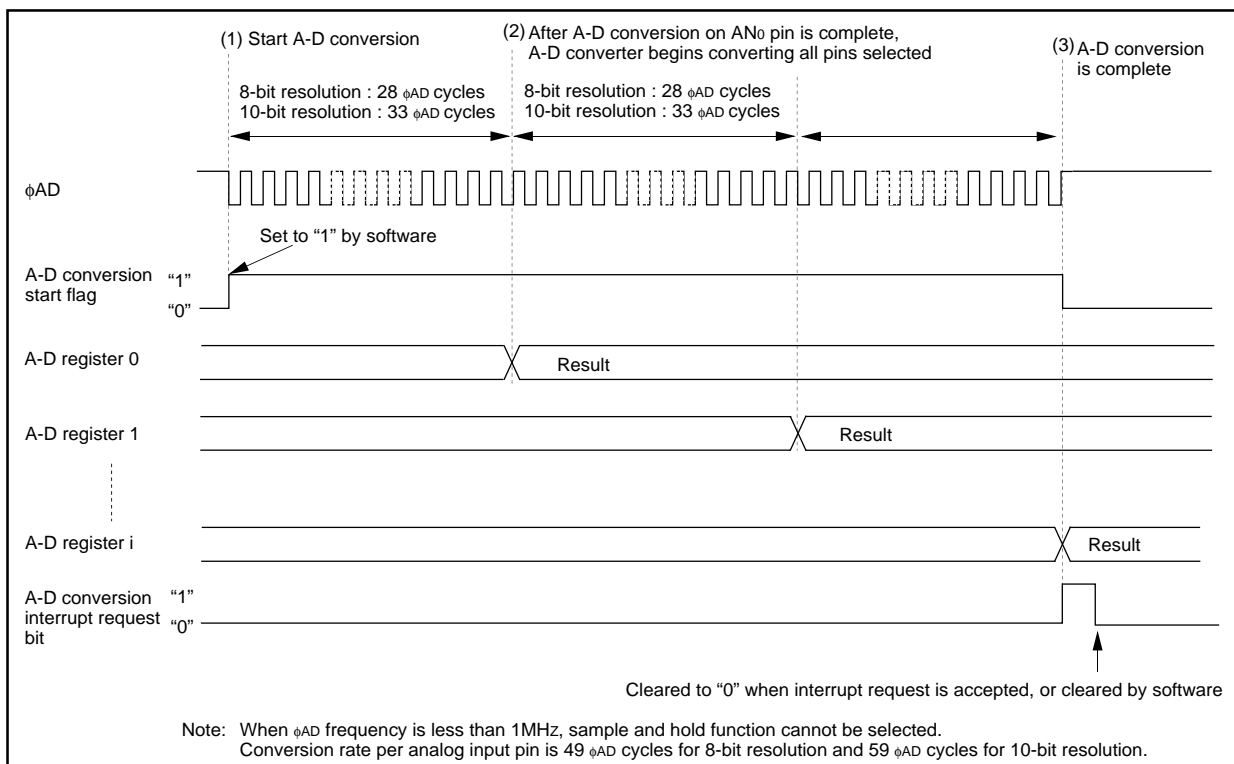 (1) Start A-D conversion
(2) After A-D conversion on AN0 pin is complete,
A-D converter begins converting all pins selected
(3) A-D conversion
is complete
8-bit resolution : 28 ϕAD cycles
10-bit resolution : 33 ϕAD cycles
8-bit resolution : 28 ϕAD cycles
10-bit resolution : 33 ϕAD cycles
ϕAD
Set to “1” by software
A-D conversion
start flag
“1”
“0”
A-D register 0
Result
A-D register 1
Result
A-D register i
Result
A-D conversion
interrupt request
bit
“1”
“0”
Cleared to “0” when interrupt request is accepted, or cleared by software
Note: When ϕAD frequency is less than 1MHz, sample and hold function cannot be selected.
Conversion rate per analog input pin is 49 ϕAD cycles for 8-bit resolution and 59 ϕAD cycles for 10-bit resolution.